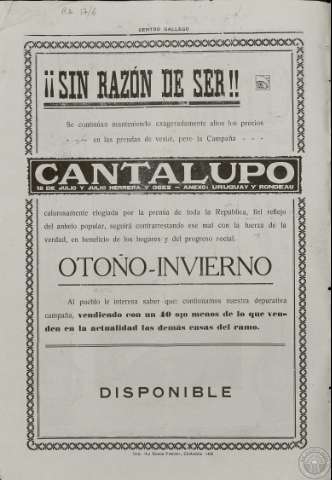 CENTRO GALLEGO
¡¡SIN RAZÓN DE SER!!
Se continúan manteniendo exageradamente altos los precios
en las prendas de vestir, pero la Campaña
CANTALUPO
18 DE JULIO Y JULIO HERRERA Y OBES – ANEXO: URUGUAY Y RONDEAU
calurosamente elogiada por la prensa de toda la República, fiel reflejo
del anhelo popular, seguirá contrarrestando ese mal con la fuerza de la
verdad, en beneficio de los hogares y del progreso social.
OTOÑO-INVIERNO
Al pueblo le interesa saber que: continuamos nuestra depurativa
campaña, vendiendo con un 40 o|o menos de lo que ven-
den en la actualidad las demás casas del ramo.
DISPONIBLE